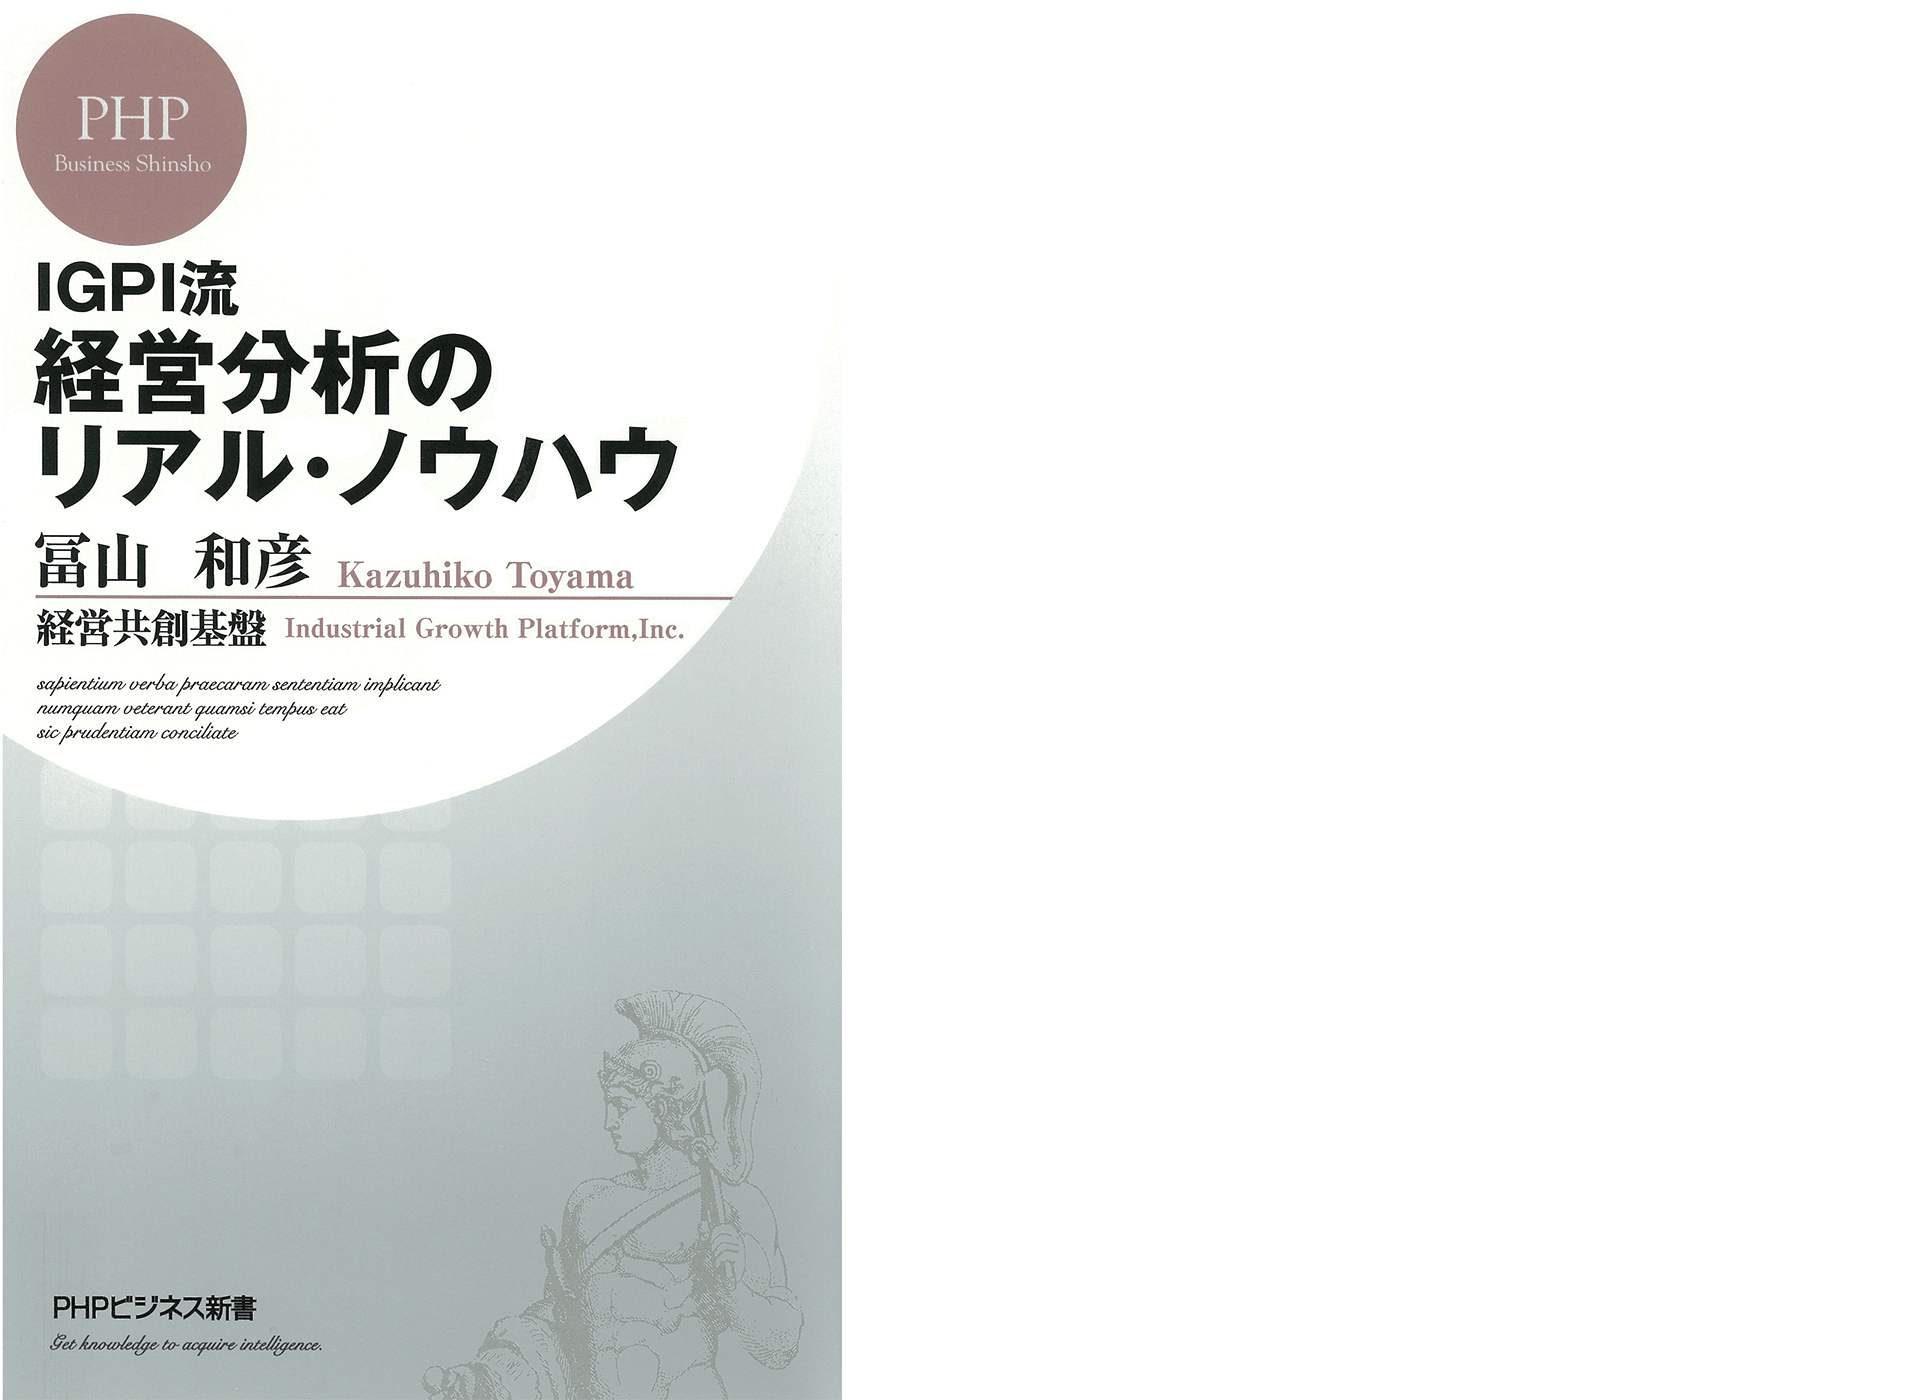 PHP
Business Shinsho
IGPI流
経営分析の
リアル・ノウハウ
冨山 和彦 Kazuhiko Toyama
経営共創基盤 Industrial Growth Platform,Inc.
sapientium verba praecaram sententiam implicant
numquam veterant quamsi tempus eat
sic prudentiam conciliate
PHPビジネス新書
Get knowledge to acquire intelligence.